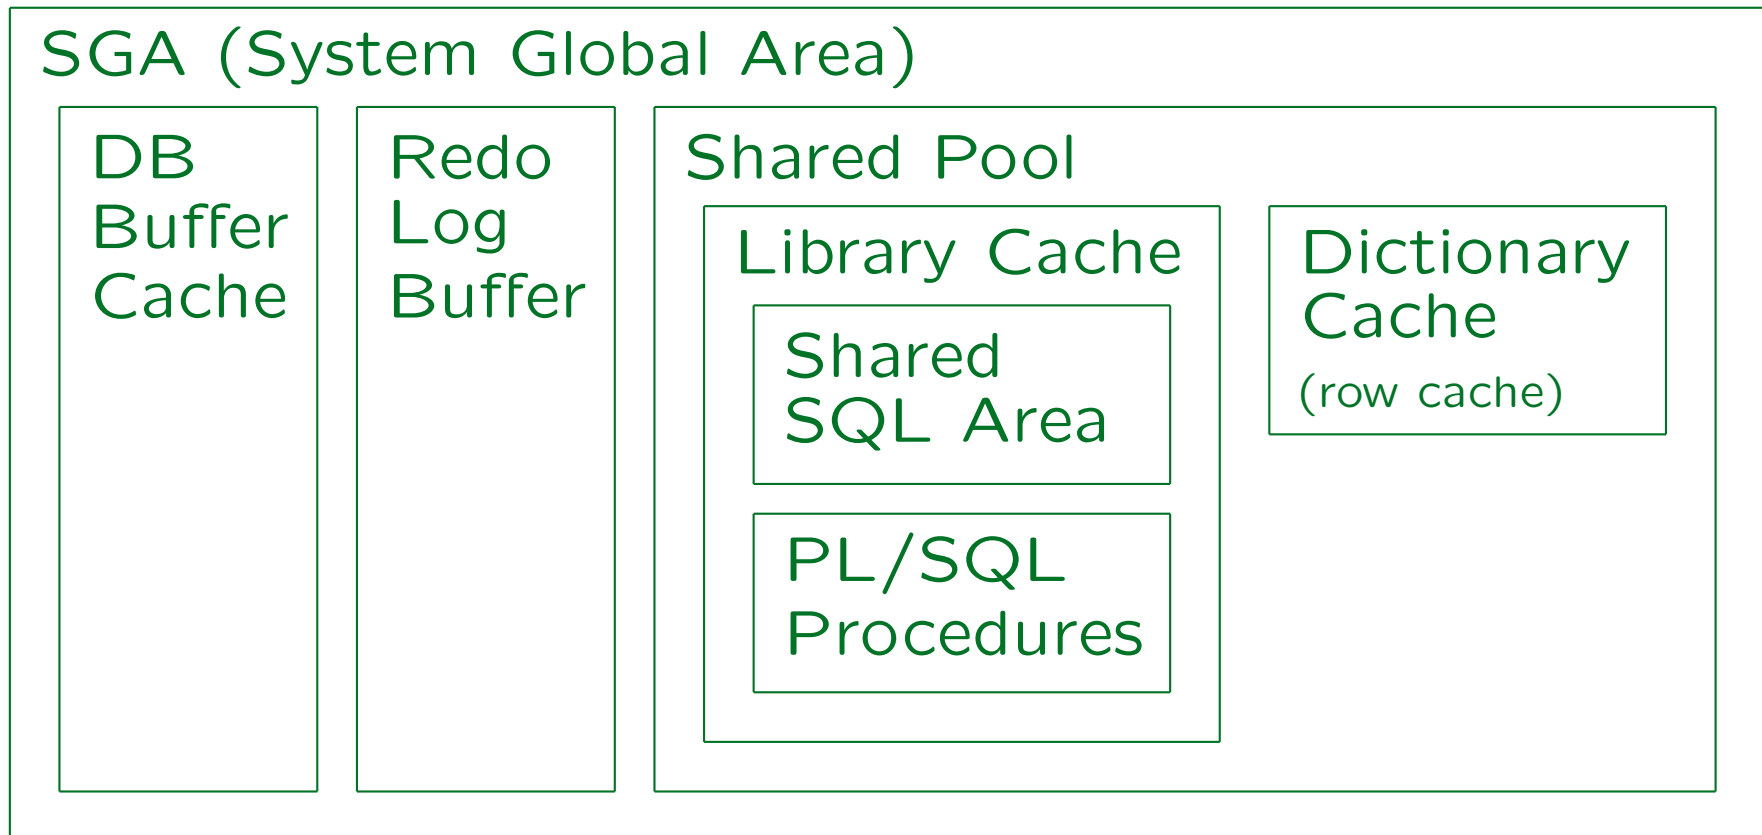 SGA (System Global Area)
DB
Buffer
Cache
Redo
Log
Buffer
Shared Pool
Library Cache
Shared
SQL Area
PL/SQL
Procedures
Dictionary
Cache
(row cache)